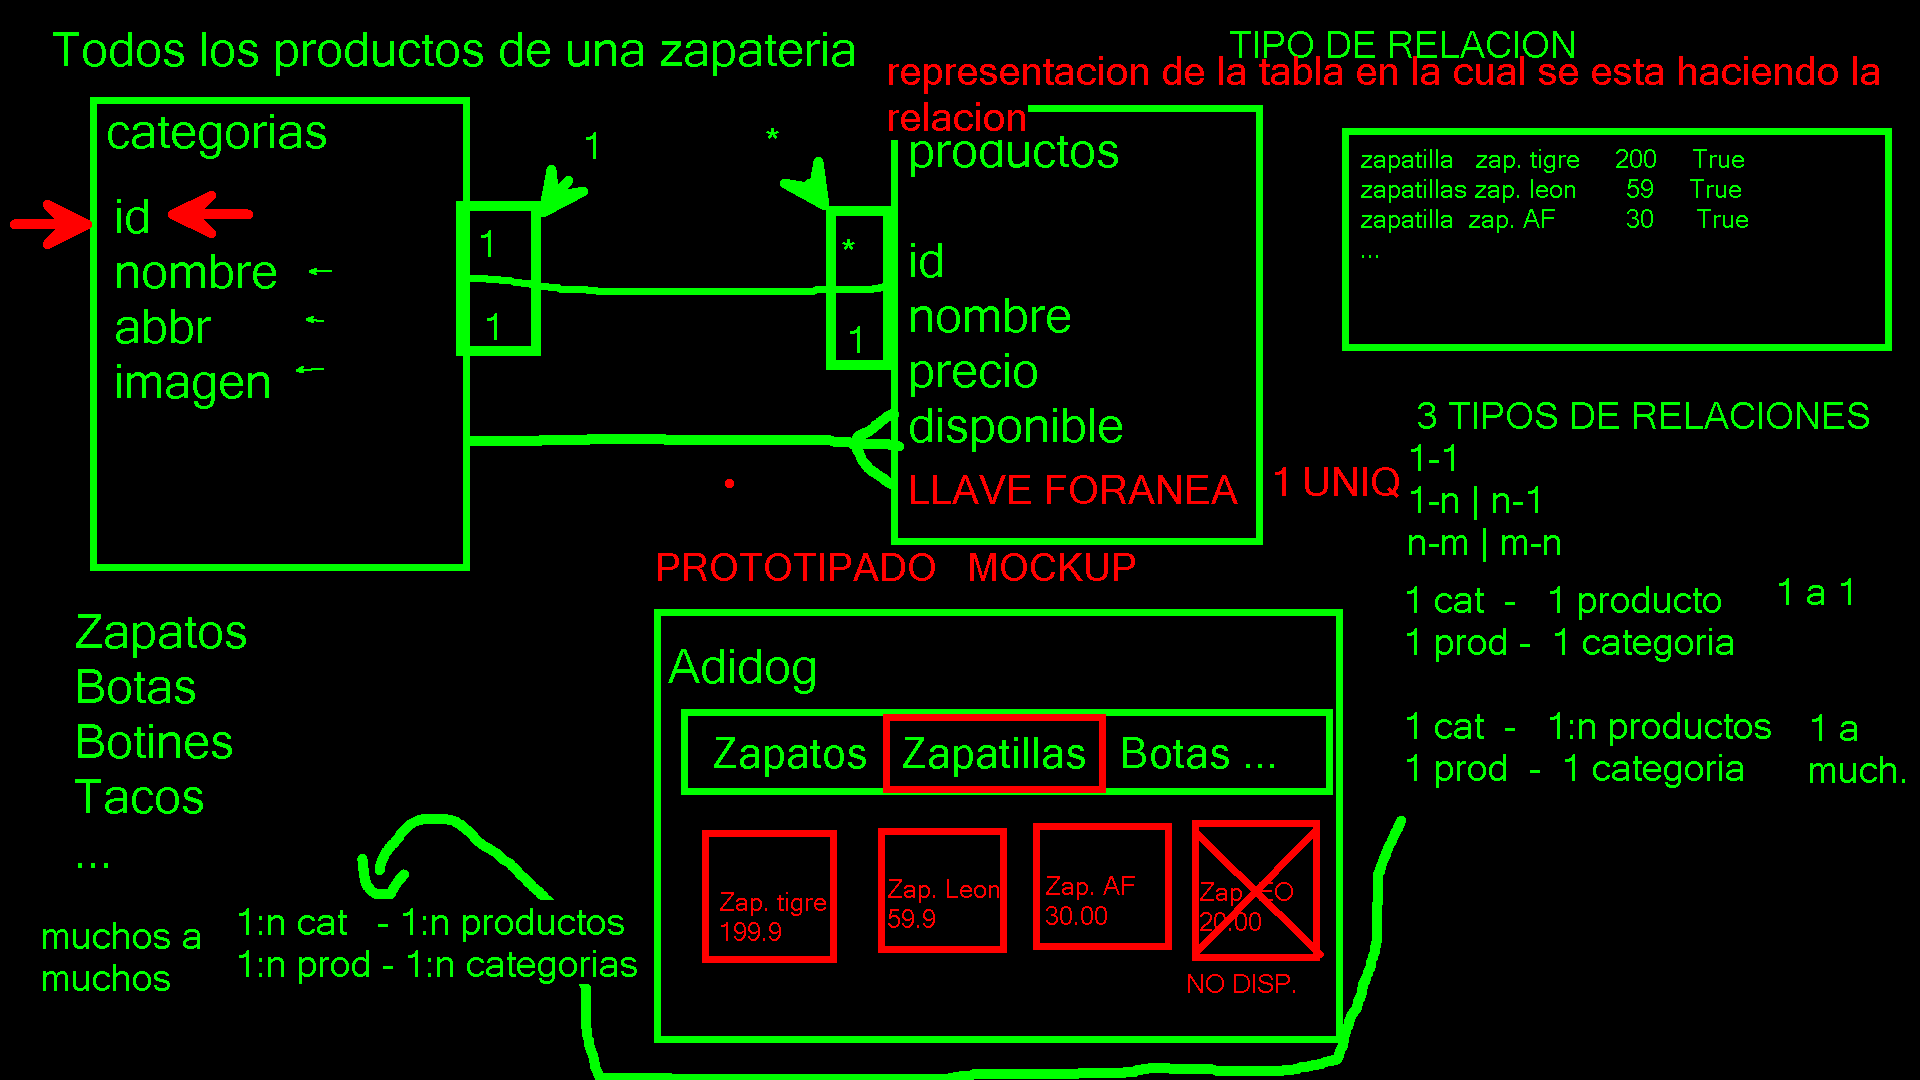 Todos los productos de una zapateria
TIPO DE RELACION
representacion de la tabla en la cual se esta haciendo la
relacion
categorias
id
nombre
abbr
imagen
1
*
1
1
*
1
productos
id
nombre
precio
disponible
LLAVE FORANEA
1 UNIQ
zapatilla zap. tigre 200 True
zapatillas zap. leon 59 True
zapatilla zap. AF 30 True
...
3 TIPOS DE RELACIONES
1-1
1-n | n-1
n-m | m-n
1 cat - 1 producto
1 prod - 1 categoria
1 a 1
1 cat - 1:n productos
1 prod - 1 categoria
1 a
much.
PROTOTIPADO MOCKUP
Adidog
Zapatos Zapatillas Botas ...
Zap. tigre
199.9
Zap. Leon
59.9
Zap. AF
30.00
20.00
NO DISP.
Zapatos
Botas
Botines
Tacos
...
muchos a
muchos
1:n cat - 1:n productos
1:n prod - 1:n categorias